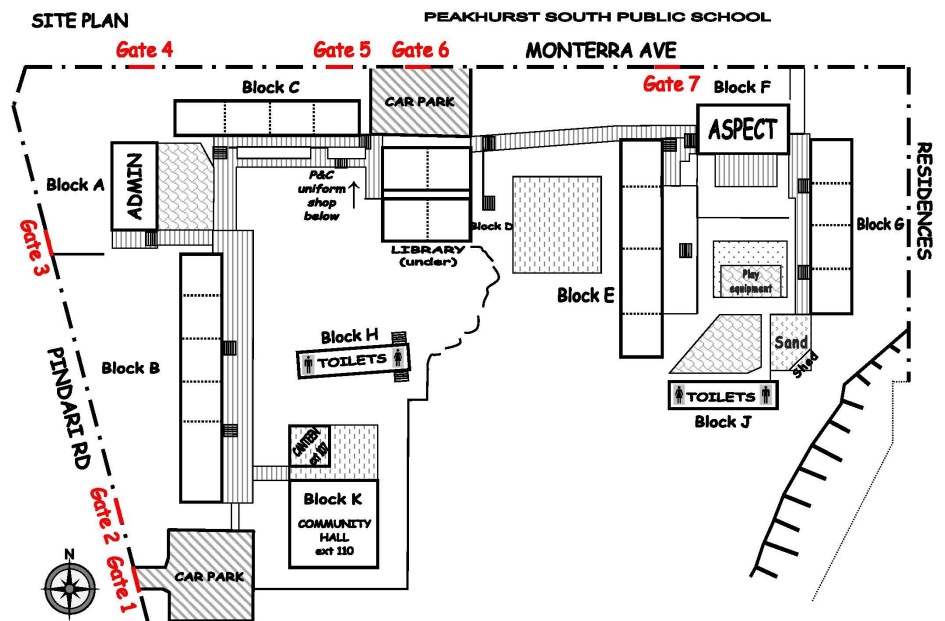 SITE PLAN
PEAKHURST SOUTH PUBLIC SCHOOL
Gate 4
Gate 5
Gate 6
MONTERRA AVE
Gate 7
Block F
Block C
CAR PARK
ASPECT
Block A
ADMIN
P&C
uniform
shop
below
RESIDENCES
Block D
Block G
Gate 3
LIBRARY
(under)
Play
equipment
Block E
Block H
TOILETS
Sand
Shed
Block B
PINDARI RD
TOILETS
Block J
CANTEEN
ext 107
Block K
COMMUNITY
HALL
ext 110
Gate 2
Gate 1
N
CAR PARK